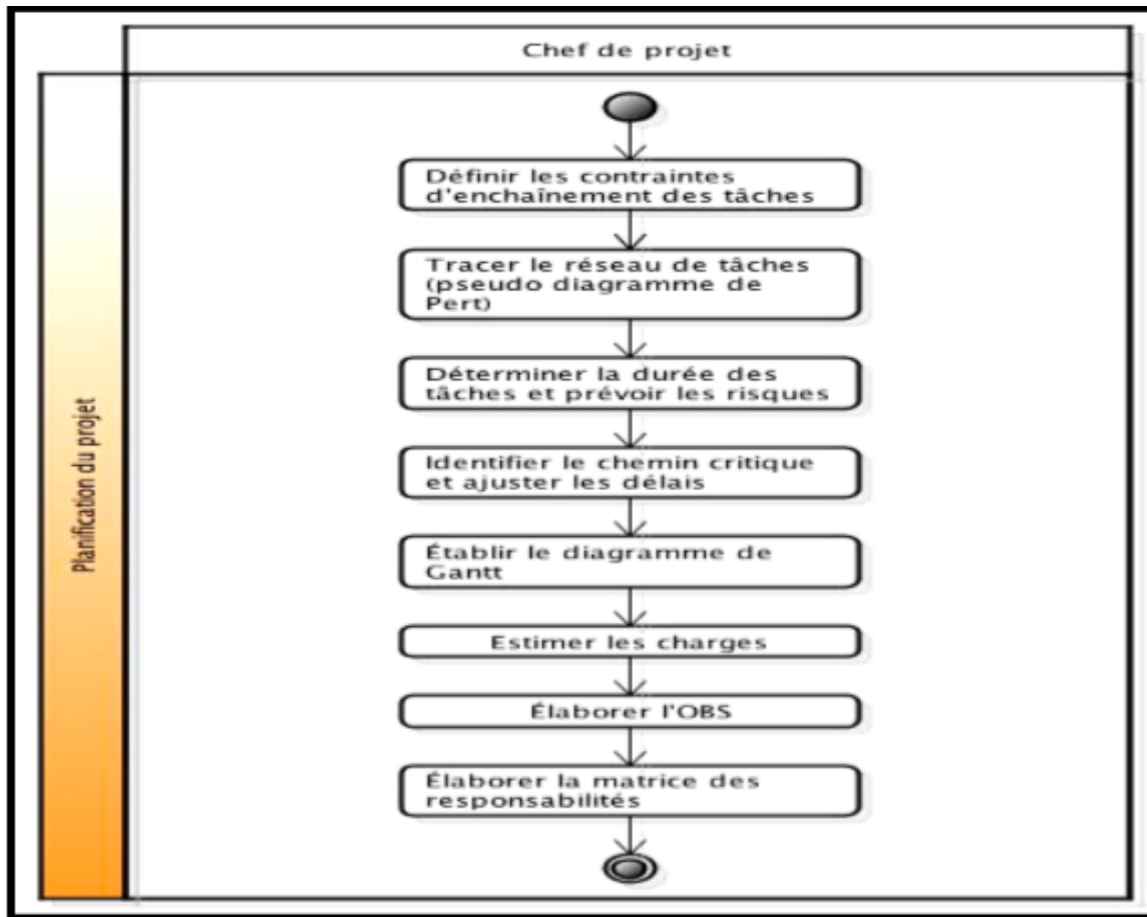 Chef de projet
Planification du projet
Définir les contraintes
d'enchaînement des tâches
Tracer le réseau de tâches
(pseudo diagramme de
Pert)
Déterminer la durée des
tâches et prévoir les risques
Identifier le chemin critique
et ajuster les délais
Établir le diagramme de
Gantt
Estimer les charges
Élaborer l'OBS
Élaborer la matrice des
responsabilités